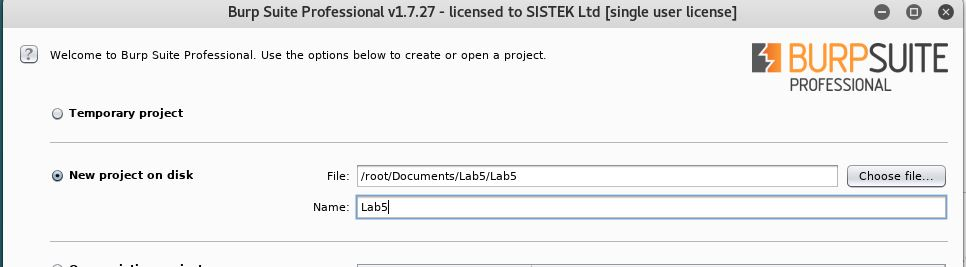 Burp Suite Professional v1.7.27 - licensed to SISTEK Ltd [single user license]
? Welcome to Burp Suite Professional. Use the options below to create or open a project.
BURPSUITE
PROFESSIONAL
Temporary project
New project on disk
File: /root/Documents/Lab5/Lab5 Choose file...
Name: Lab5